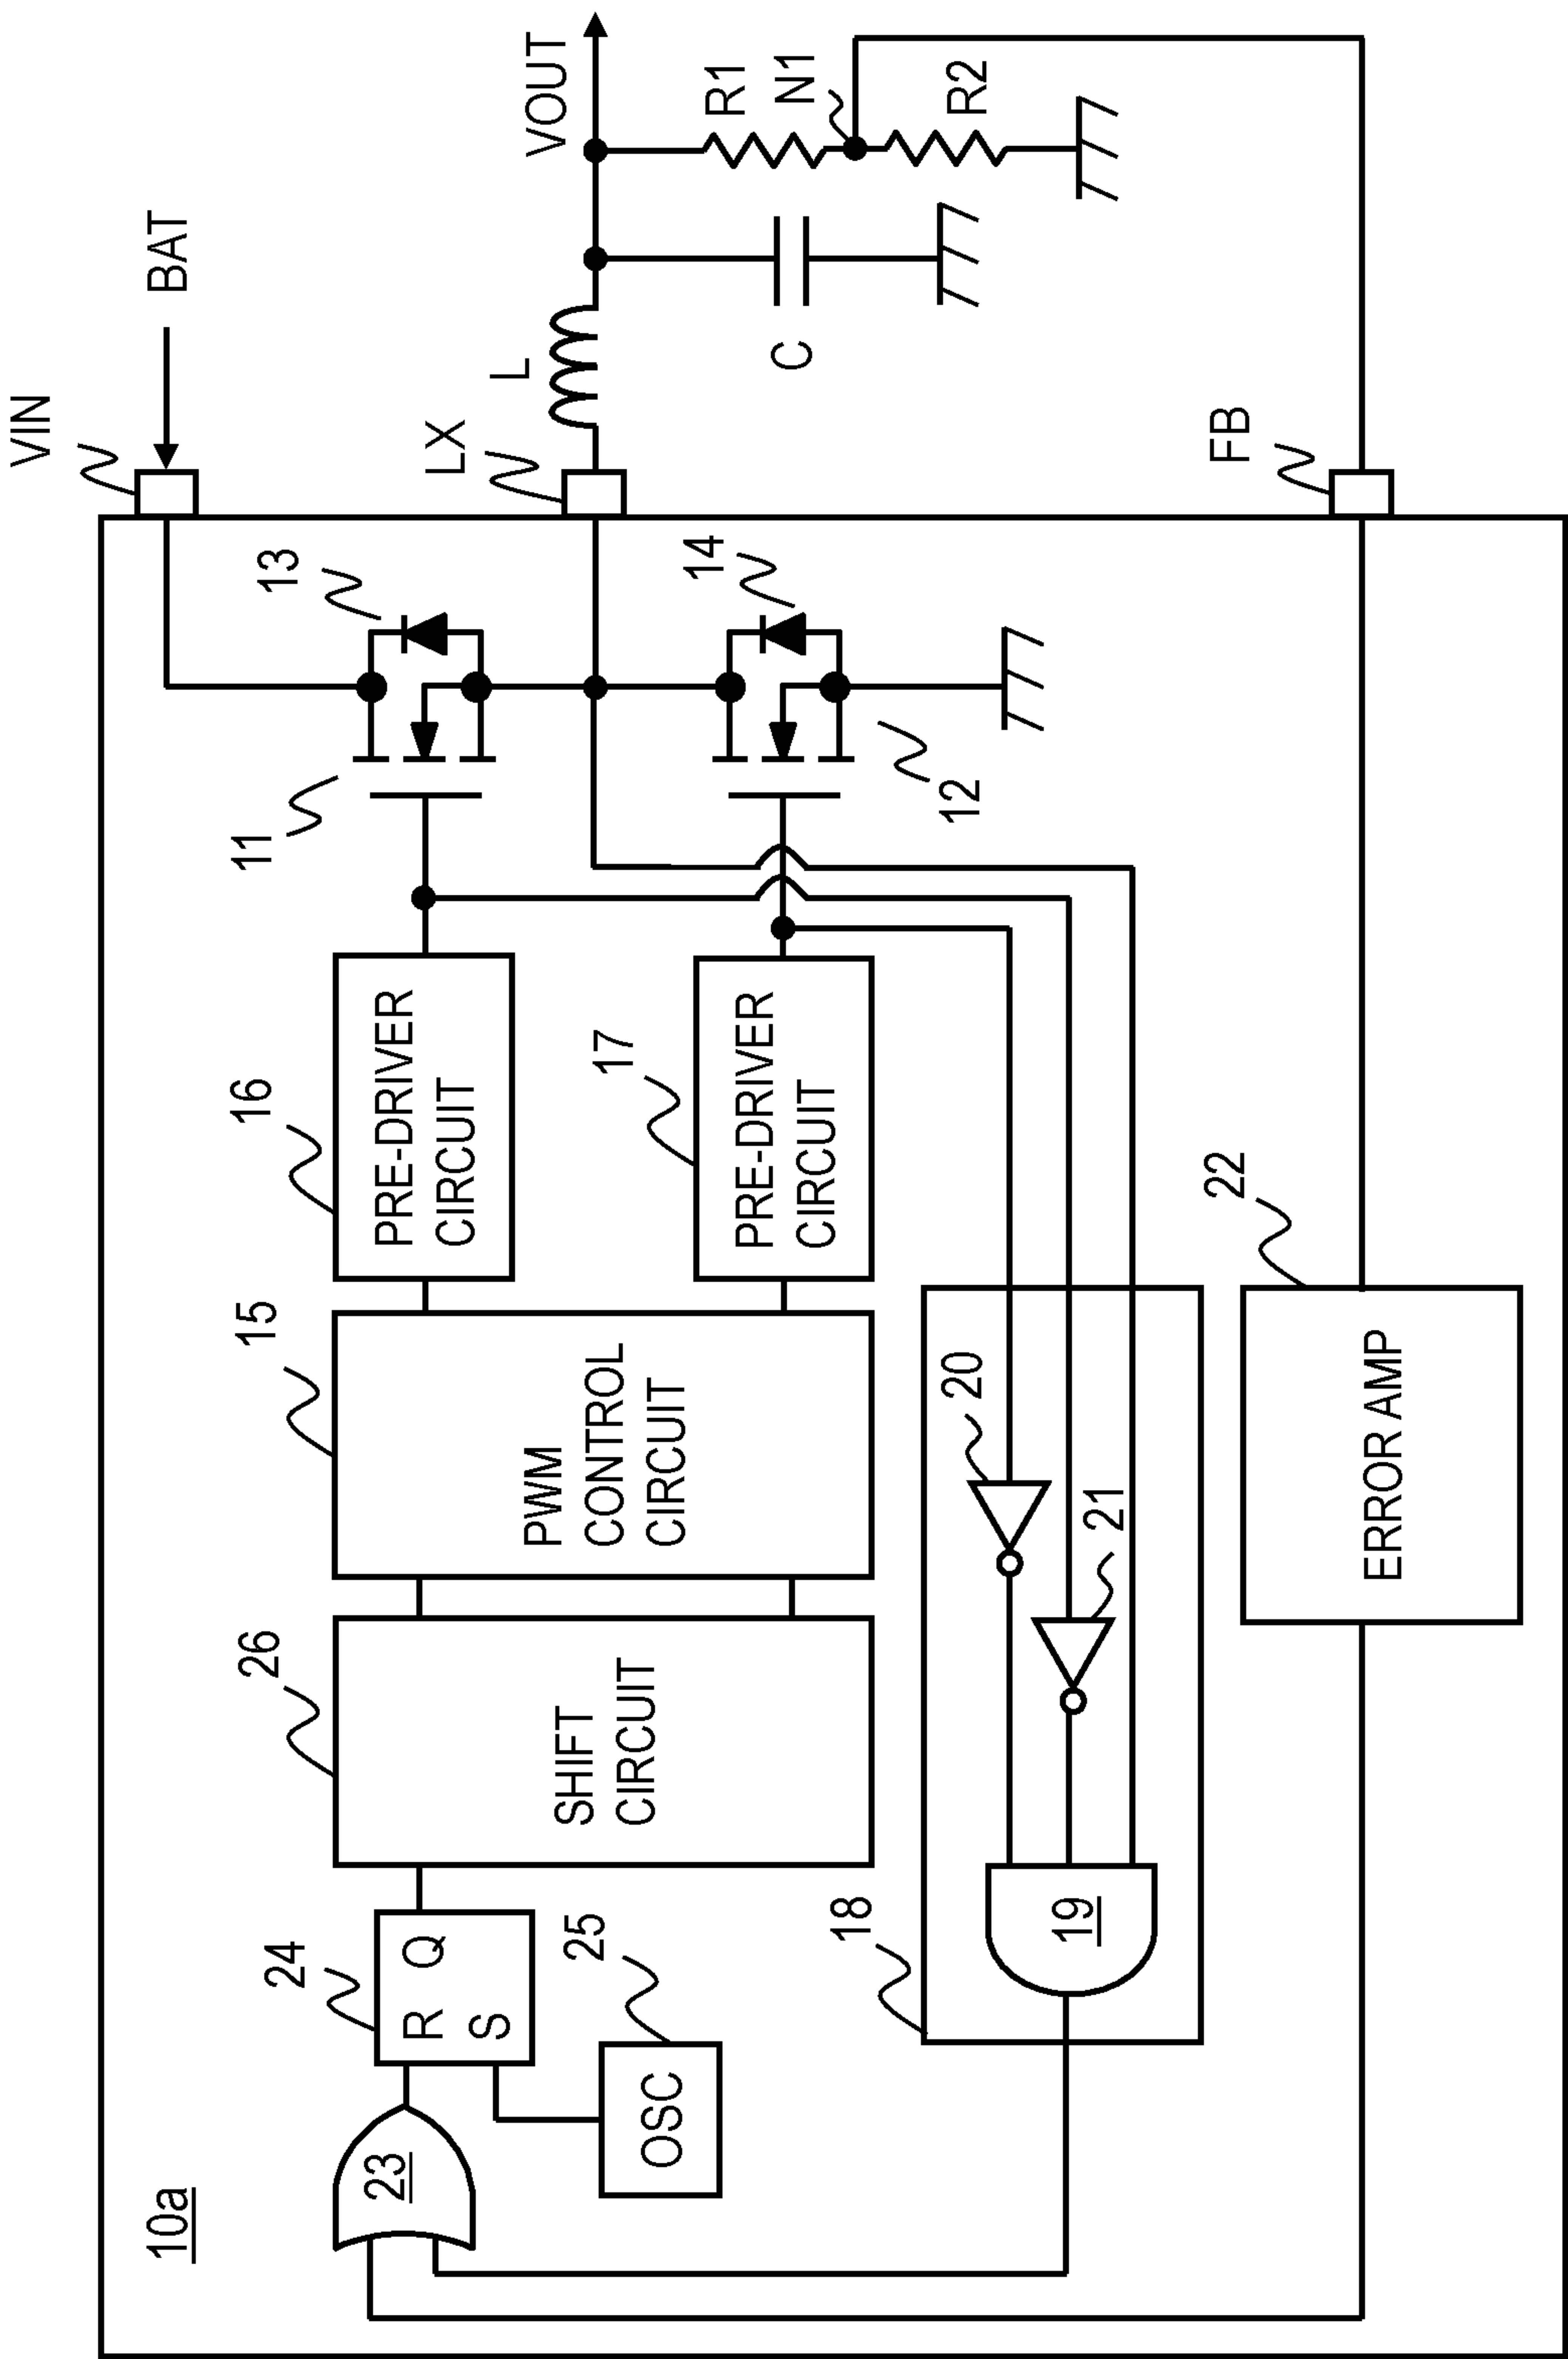 10a
23
24
R Q
S
25
OSC
26
SHIFT
CIRCUIT
15
PWM
CONTROL
CIRCUIT
16
PRE-DRIVER
CIRCUIT
17
PRE-DRIVER
CIRCUIT
11
13
12
14
18
19
20
21
22
ERROR AMP
VIN
BAT
LX
L
C
VOUT
R1
N1
R2
FB